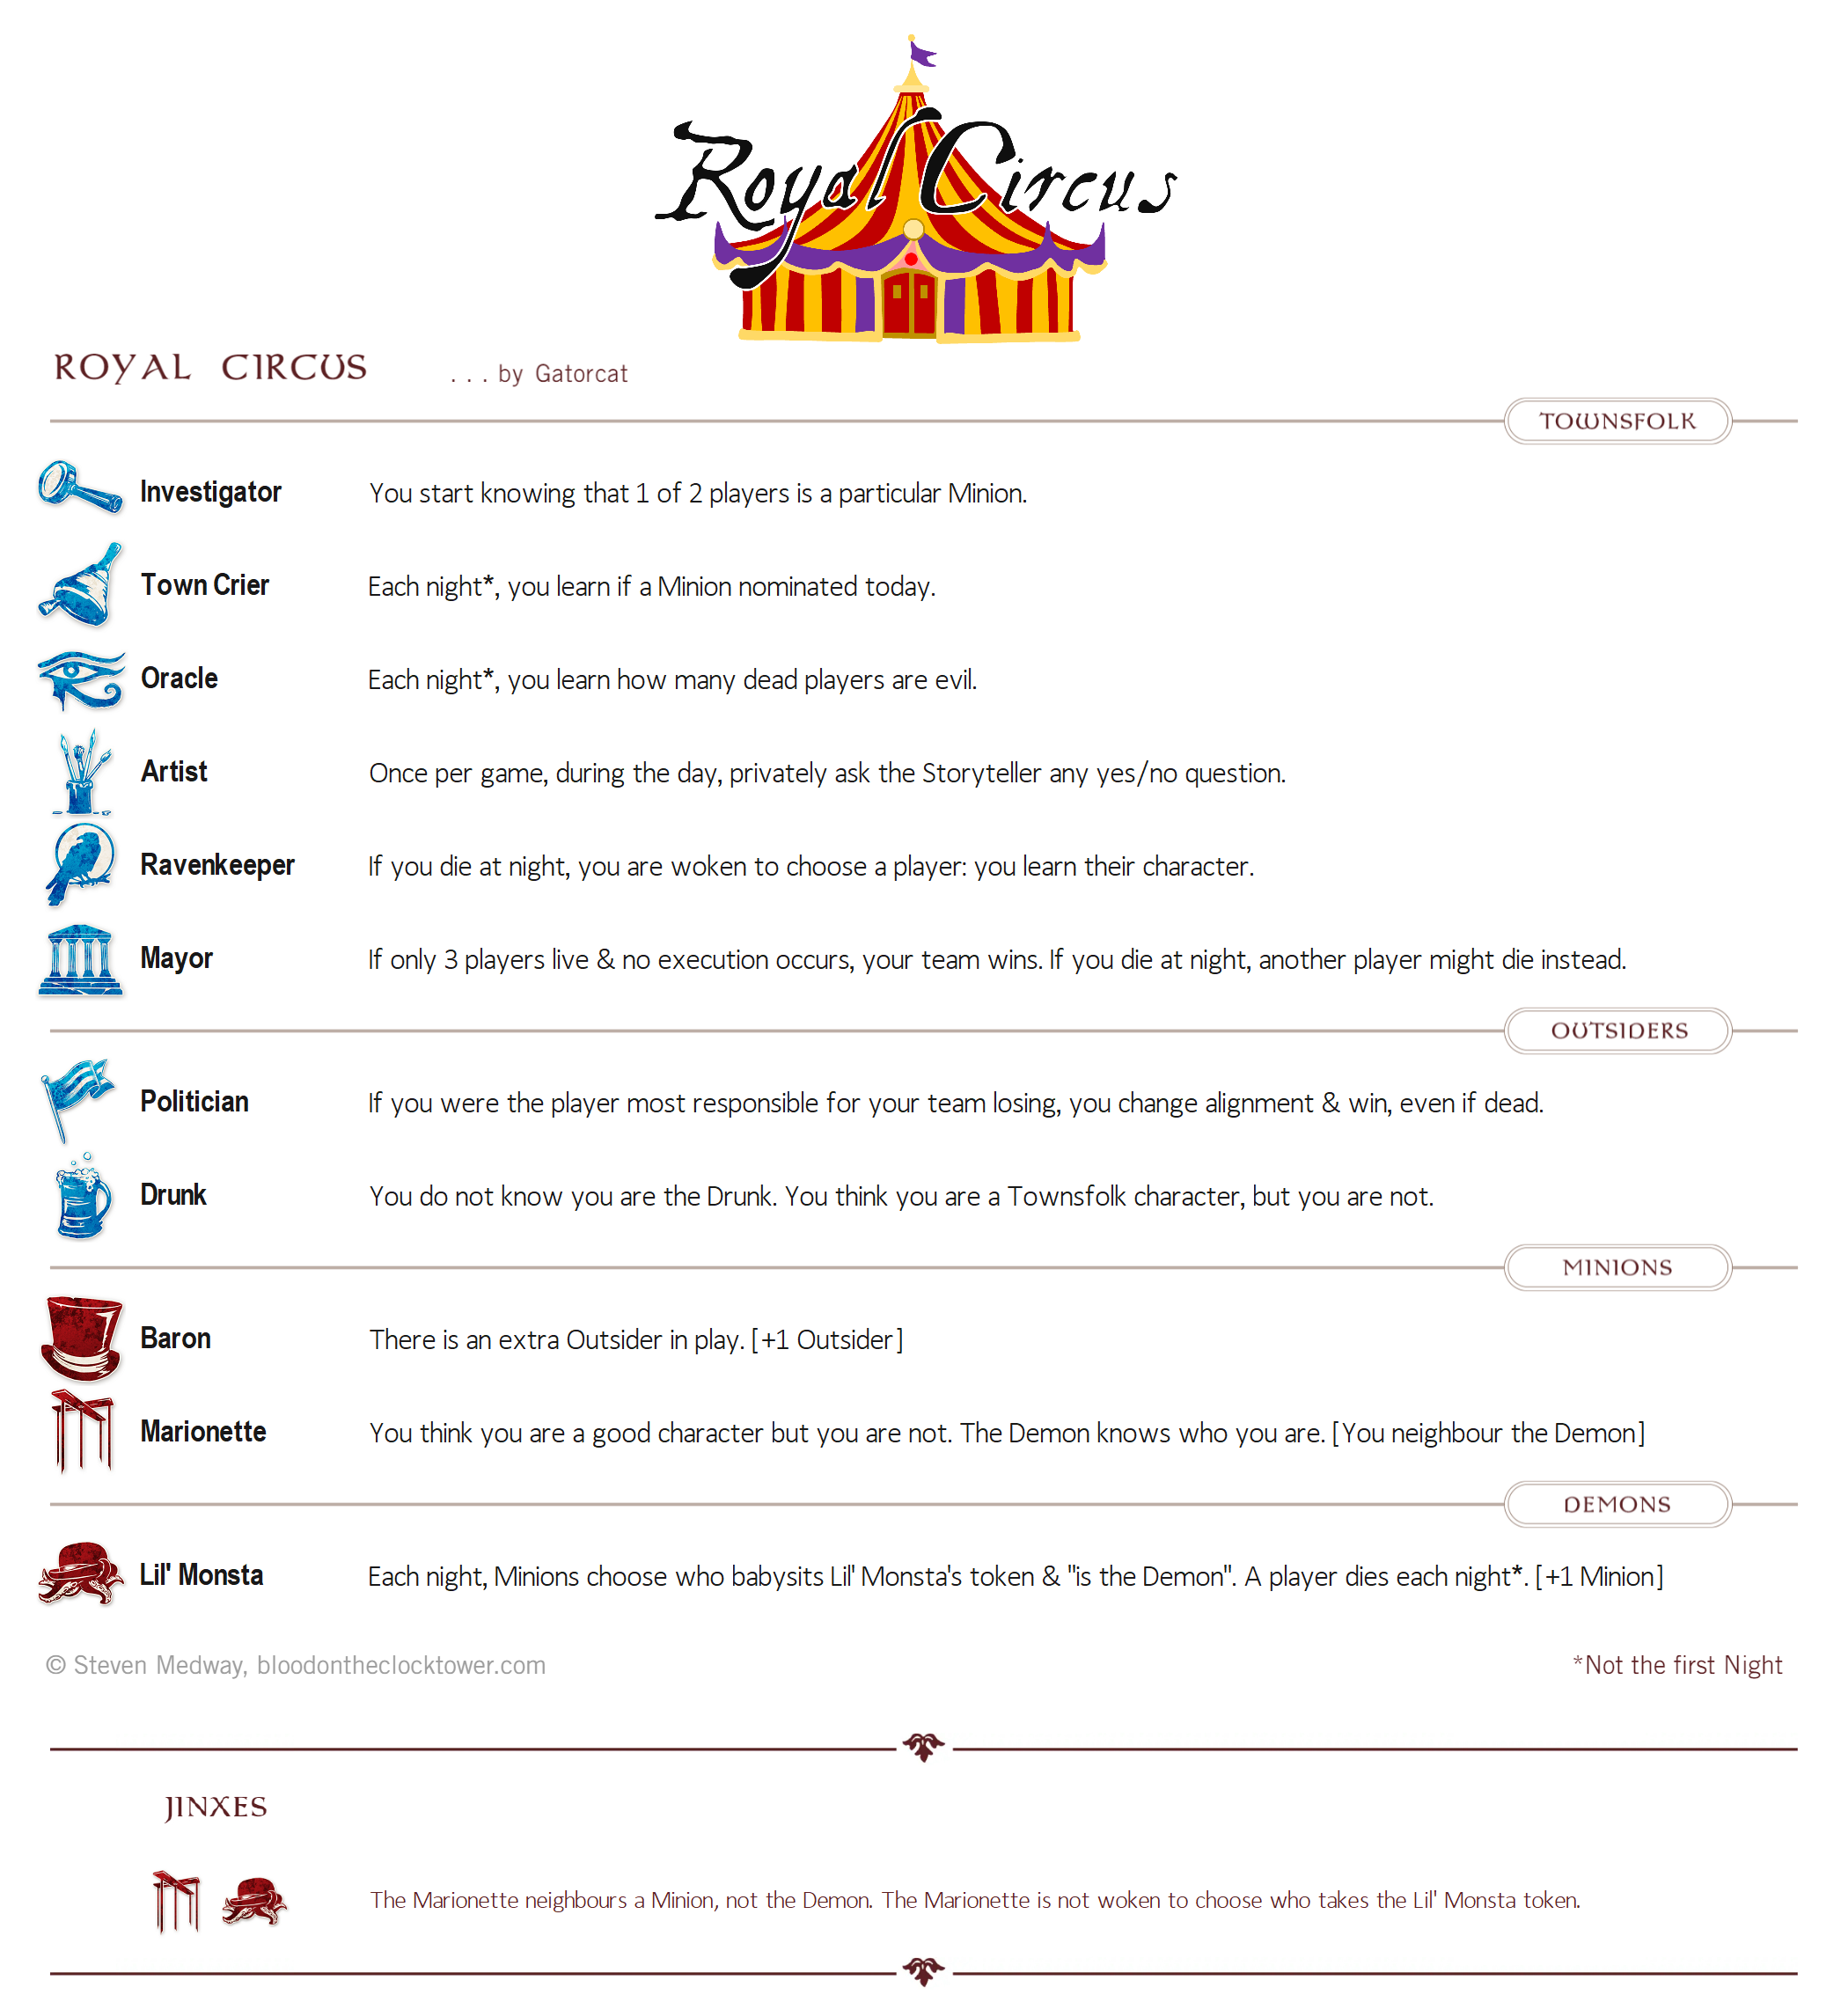 Royal Circus
ROYAL CIRCUS
. . . by Gatorcat
TOWNSFOLK
Investigator
You start knowing that 1 of 2 players is a particular Minion.
Town Crier
Each night*, you learn if a Minion nominated today.
Oracle
Each night*, you learn how many dead players are evil.
Artist
Once per game, during the day, privately ask the Storyteller any yes/no question.
Ravenkeeper
If you die at night, you are woken to choose a player: you learn their character.
Mayor
If only 3 players live & no execution occurs, your team wins. If you die at night, another player might die instead.
OUTSIDERS
Politician
If you were the player most responsible for your team losing, you change alignment & win, even if dead.
Drunk
You do not know you are the Drunk. You think you are a Townsfolk character, but you are not.
MINIONS
Baron
There is an extra Outsider in play. [+1 Outsider]
Marionette
You think you are a good character but you are not. The Demon knows who you are. [You neighbour the Demon]
DEMONS
Lil' Monsta
Each night, Minions choose who babysits Lil' Monsta's token & "is the Demon". A player dies each night*. [+1 Minion]
© Steven Medway, bloodontheclocktower.com
*Not the first Night
JINXES
The Marionette neighbours a Minion, not the Demon. The Marionette is not woken to choose who takes the Lil' Monsta token.